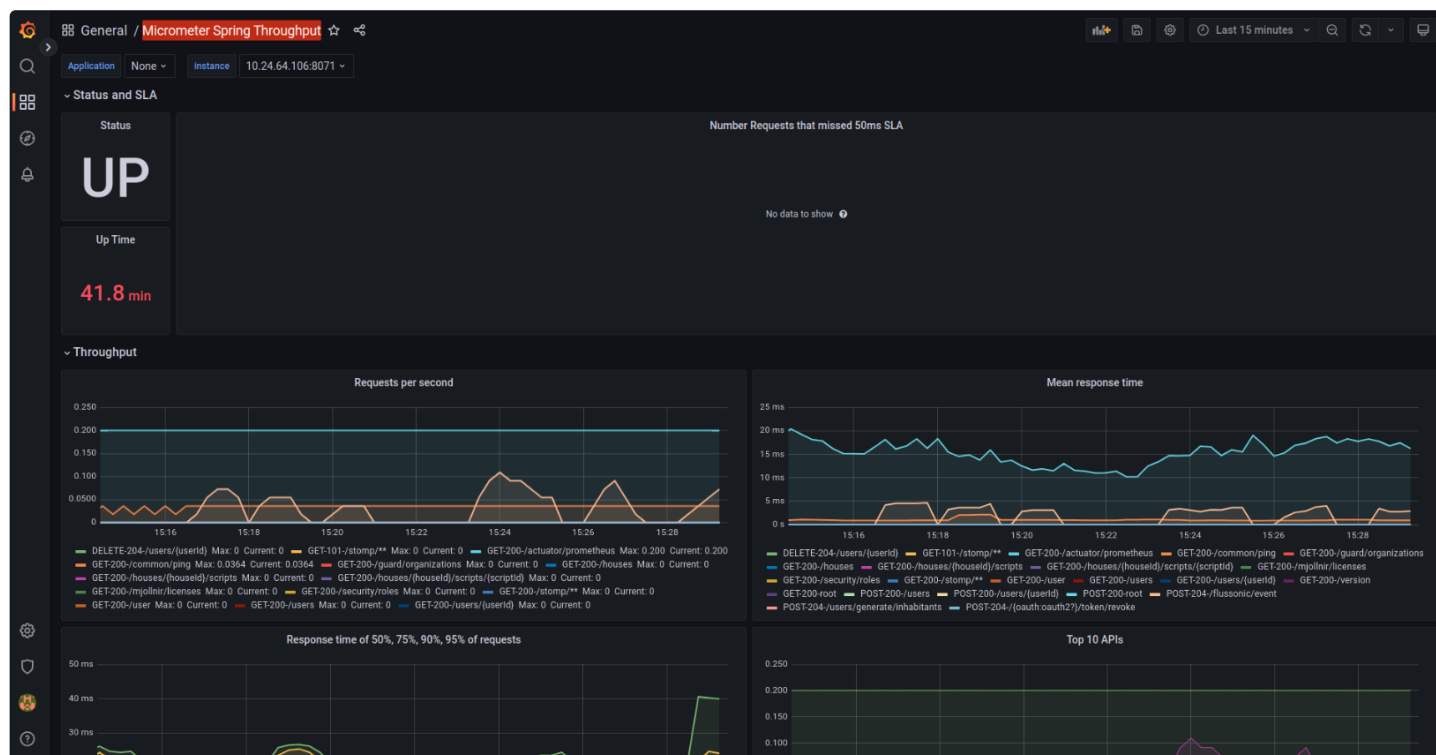 General / Micrometer Spring Throughput
Last 15 minutes
Application None instance 10.24.64.106:8071
Status and SLA
Status
UP
Number Requests that missed 50ms SLA
No data to show
Up Time
41.8 min
Throughput
Requests per second
0.250
0.200
0.150
0.100
0.0500
0
15:16 15:18 15:20 15:22 15:24 15:26 15:28
DELETE-204-/users/{userId} Max: 0 Current: 0 GET-101-/stomp/** Max: 0 Current: 0 GET-200-/actuator/prometheus Max: 0.200 Current: 0.200
GET-200-/common/ping Max: 0.0364 Current: 0.0364 GET-200-/guard/organizations Max: 0 Current: 0 GET-200-/houses Max: 0 Current: 0
GET-200-/houses/{houseId}/scripts Max: 0 Current: 0 GET-200-/houses/{houseId}/scripts/{scriptId} Max: 0 Current: 0
GET-200-/mjollnir/licenses Max: 0 Current: 0 GET-200-/security/roles Max: 0 Current: 0 GET-200-/stomp/** Max: 0 Current: 0
GET-200-/user Max: 0 Current: 0 GET-200-/users Max: 0 Current: 0 GET-200-/users/{userId} Max: 0 Current: 0
Mean response time
25 ms
20 ms
15 ms
10 ms
5 ms
0 s
15:16 15:18 15:20 15:22 15:24 15:26 15:28
DELETE-204-/users/{userId} GET-101-/stomp/** GET-200-/actuator/prometheus GET-200-/common/ping GET-200-/guard/organizations
GET-200-/houses GET-200-/houses/{houseId}/scripts GET-200-/houses/{houseId}/scripts/{scriptId} GET-200-/mjollnir/licenses
GET-200-/security/roles GET-200-/stomp/** GET-200-/user GET-200-/users GET-200-/users/{userId} GET-200-/version
GET-200-root POST-200-/users POST-200-/users/{userId} POST-200-root POST-204-/flussonic/event
POST-204-/users/generate/inhabitants POST-204-/{oauth:oauth2?}/token/revoke
Response time of 50%, 75%, 90%, 95% of requests
50 ms
40 ms
30 ms
Top 10 APIs
0.250
0.200
0.150
0.100